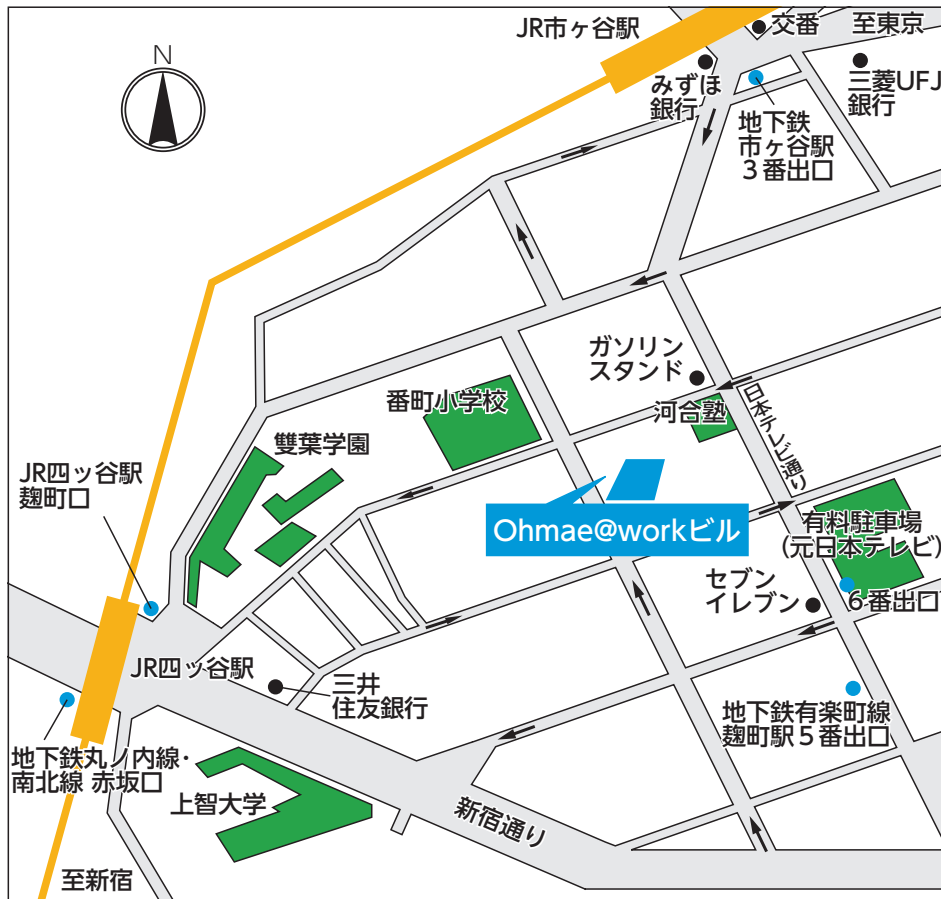 JR市ヶ谷駅
交番
至東京
N
みずほ
銀行
三菱UFJ
銀行
地下鉄
市ヶ谷駅
３番出口
ガソリン
スタンド
番町小学校
河合塾
日本テレビ通り
雙葉学園
JR四ッ谷駅
麹町口
Ohmae@workビル
有料駐車場
(元日本テレビ)
セブン
イレブン
６番出口
JR四ッ谷駅
三井
住友銀行
地下鉄有楽町線
麹町駅５番出口
地下鉄丸ノ内線・
南北線 赤坂口
上智大学
新宿通り
至新宿